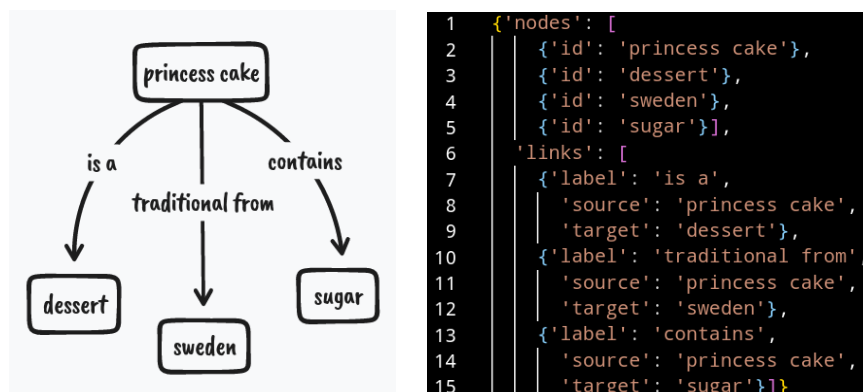 princess cake
is a
contains
traditional from
dessert
sugar
sweden
1 {'nodes': [
2 {'id': 'princess cake'},
3 {'id': 'dessert'},
4 {'id': 'sweden'},
5 {'id': 'sugar'}],
6 'links': [
7 {'label': 'is a',
8 'source': 'princess cake',
9 'target': 'dessert'},
10 {'label': 'traditional from',
11 'source': 'princess cake',
12 'target': 'sweden'},
13 {'label': 'contains',
14 'source': 'princess cake',
15 'target': 'sugar'}]}